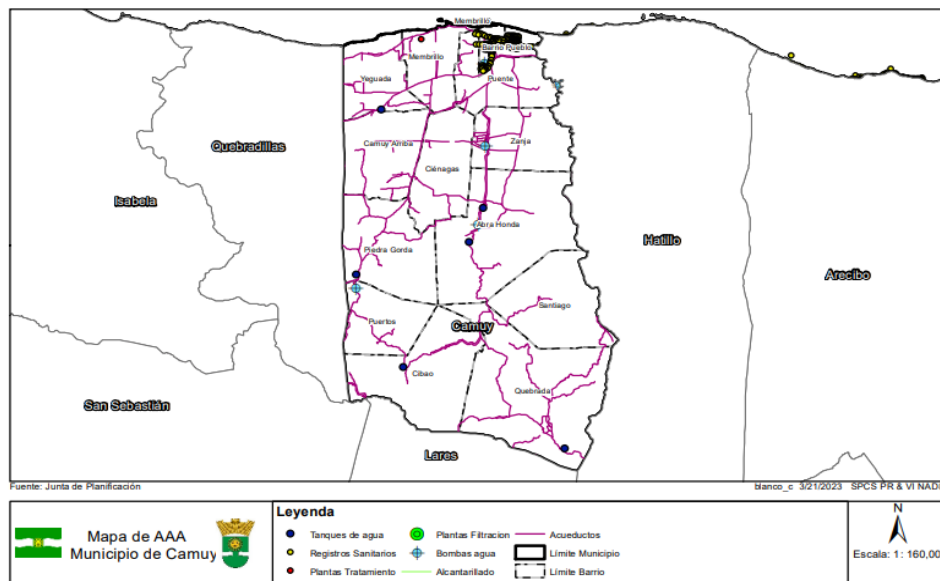 Membrillo
Barrio Pueblo
Membrillo
Yeguada
Puente
Quebradillas
Camuy Arriba
Zanja
Ciénagas
Isabela
Abra Honda
Hatillo
Piedra Gorda
Arecibo
Santiago
Puertos
Camuy
Cibao
Quebrada
San Sebastián
Lares
Fuente: Junta de Planificación
blanco_c 3/21/2023 SPCS PR & VI NAD
Mapa de AAA
Municipio de Camuy
Leyenda
Tanques de agua
Plantas Filtracion
Acueductos
Registros Sanitarios
Bombas agua
Límite Municipio
Plantas Tratamiento
Alcantarillado
Límite Barrio
N
Escala: 1: 160,00